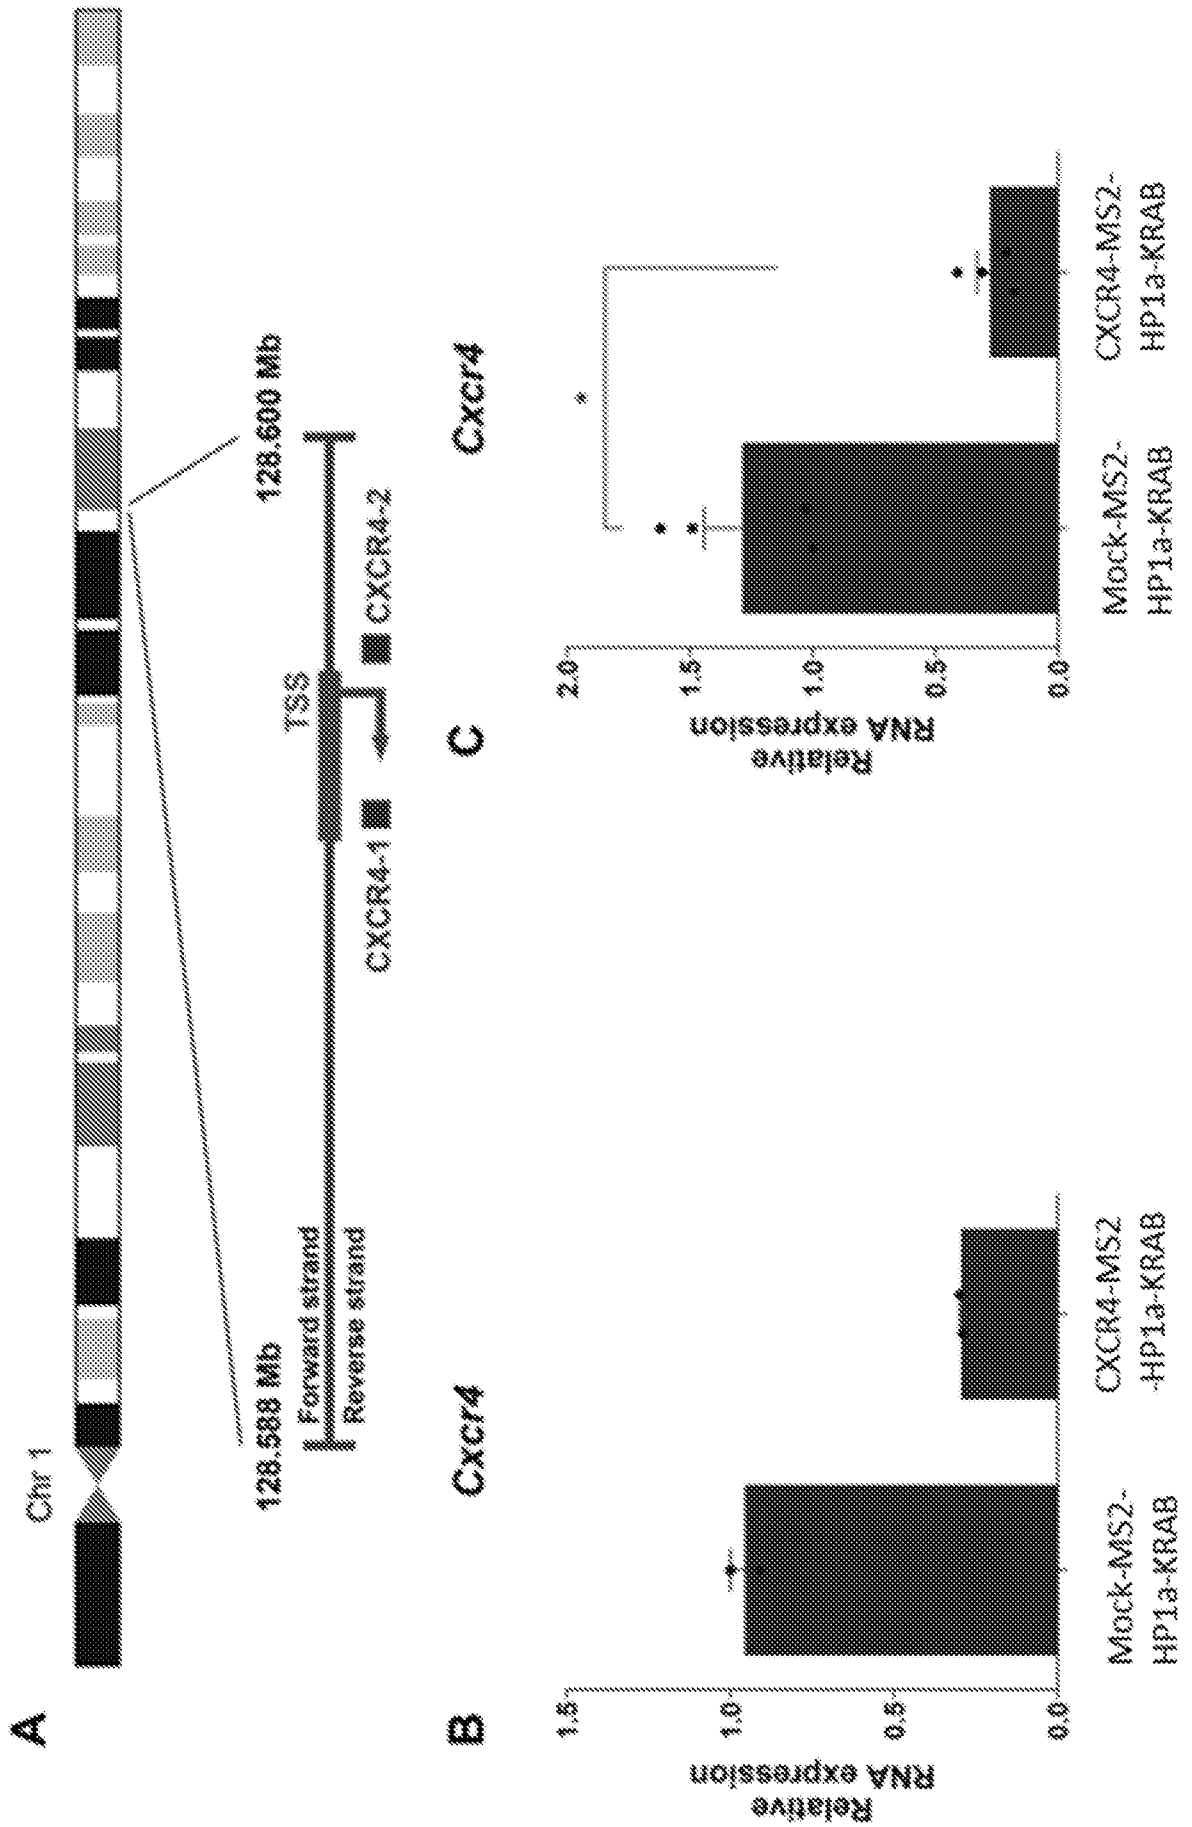 A
Chr 1
128.588 Mb
128.600 Mb
Forward strand
Reverse strand
TSS
CXCR4-1
CXCR4-2
B
Cxcr4
Relative
RNA expression
1.5
1.0
0.5
0.0
Mock-MS2-
HP1a-KRAB
CXCR4-MS2
-HP1a-KRAB
C
Cxcr4
Relative
RNA expression
2.0
1.5
1.0
0.5
0.0
*
Mock-MS2-
HP1a-KRAB
CXCR4-MS2-
HP1a-KRAB